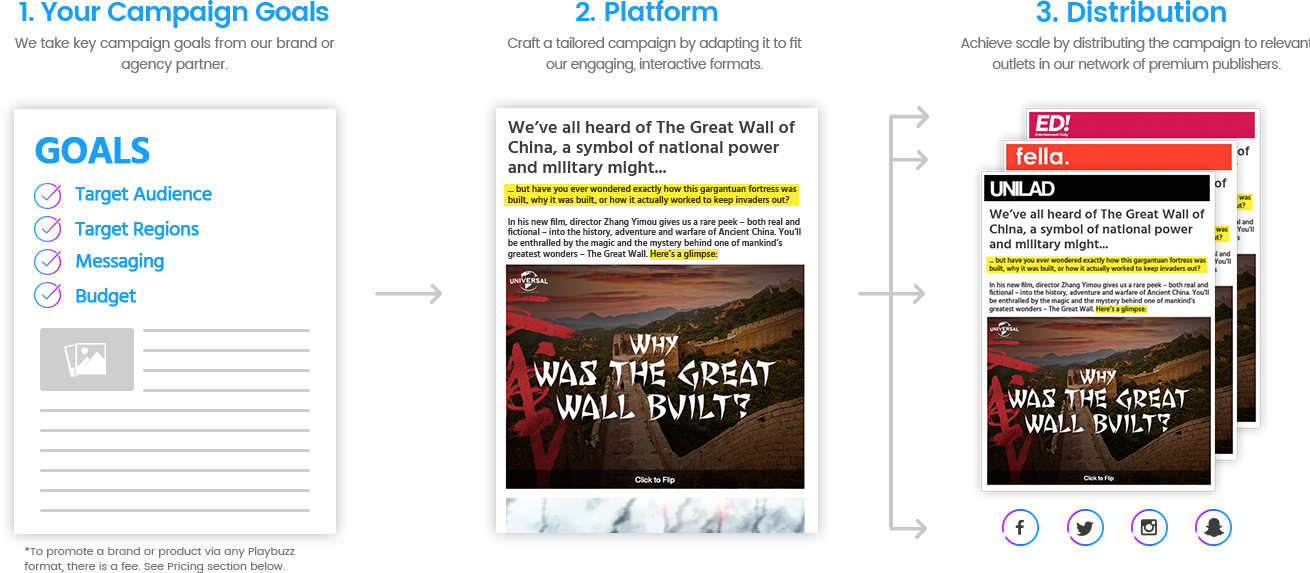 1. Your Campaign Goals
We take key campaign goals from our brand or
agency partner.
GOALS
Target Audience
Target Regions
Messaging
Budget
*To promote a brand or product via any Playbuzz
format, there is a fee. See Pricing section below.
2. Platform
Craft a tailored campaign by adapting it to fit
our engaging, interactive formats.
We've all heard of The Great Wall of
China, a symbol of national power
and military might...
... but have you ever wondered exactly how this gargantuan fortress was
built, why it was built, or how it actually worked to keep invaders out?
In his new film, director Zhang Yimou gives us a rare peek – both real and
fictional – into the history, adventure and warfare of Ancient China. You'll
be enthralled by the magic and the mystery behind one of mankind's
greatest wonders – The Great Wall. Here's a glimpse:
UNIVERSAL
WHY
WAS THE GREAT
WALL BUILT?
Click to Flip
3. Distribution
Achieve scale by distributing the campaign to relevant
outlets in our network of premium publishers.
ED!
Entertainment Daily
of
was
ut?
You'll
s
fella.
of
was
t?
You'll
s
UNILAD
We've all heard of The Great Wall of
China, a symbol of national power
and military might...
... but have you ever wondered exactly how this gargantuan fortress was
built, why it was built, or how it actually worked to keep invaders out?
In his new film, director Zhang Yimou gives us a rare peek – both real and
fictional – into the history, adventure and warfare of Ancient China. You'll
be enthralled by the magic and the mystery behind one of mankind's
greatest wonders – The Great Wall. Here's a glimpse:
UNIVERSAL
WHY
WAS THE GREAT
WALL BUILT?
Click to Flip